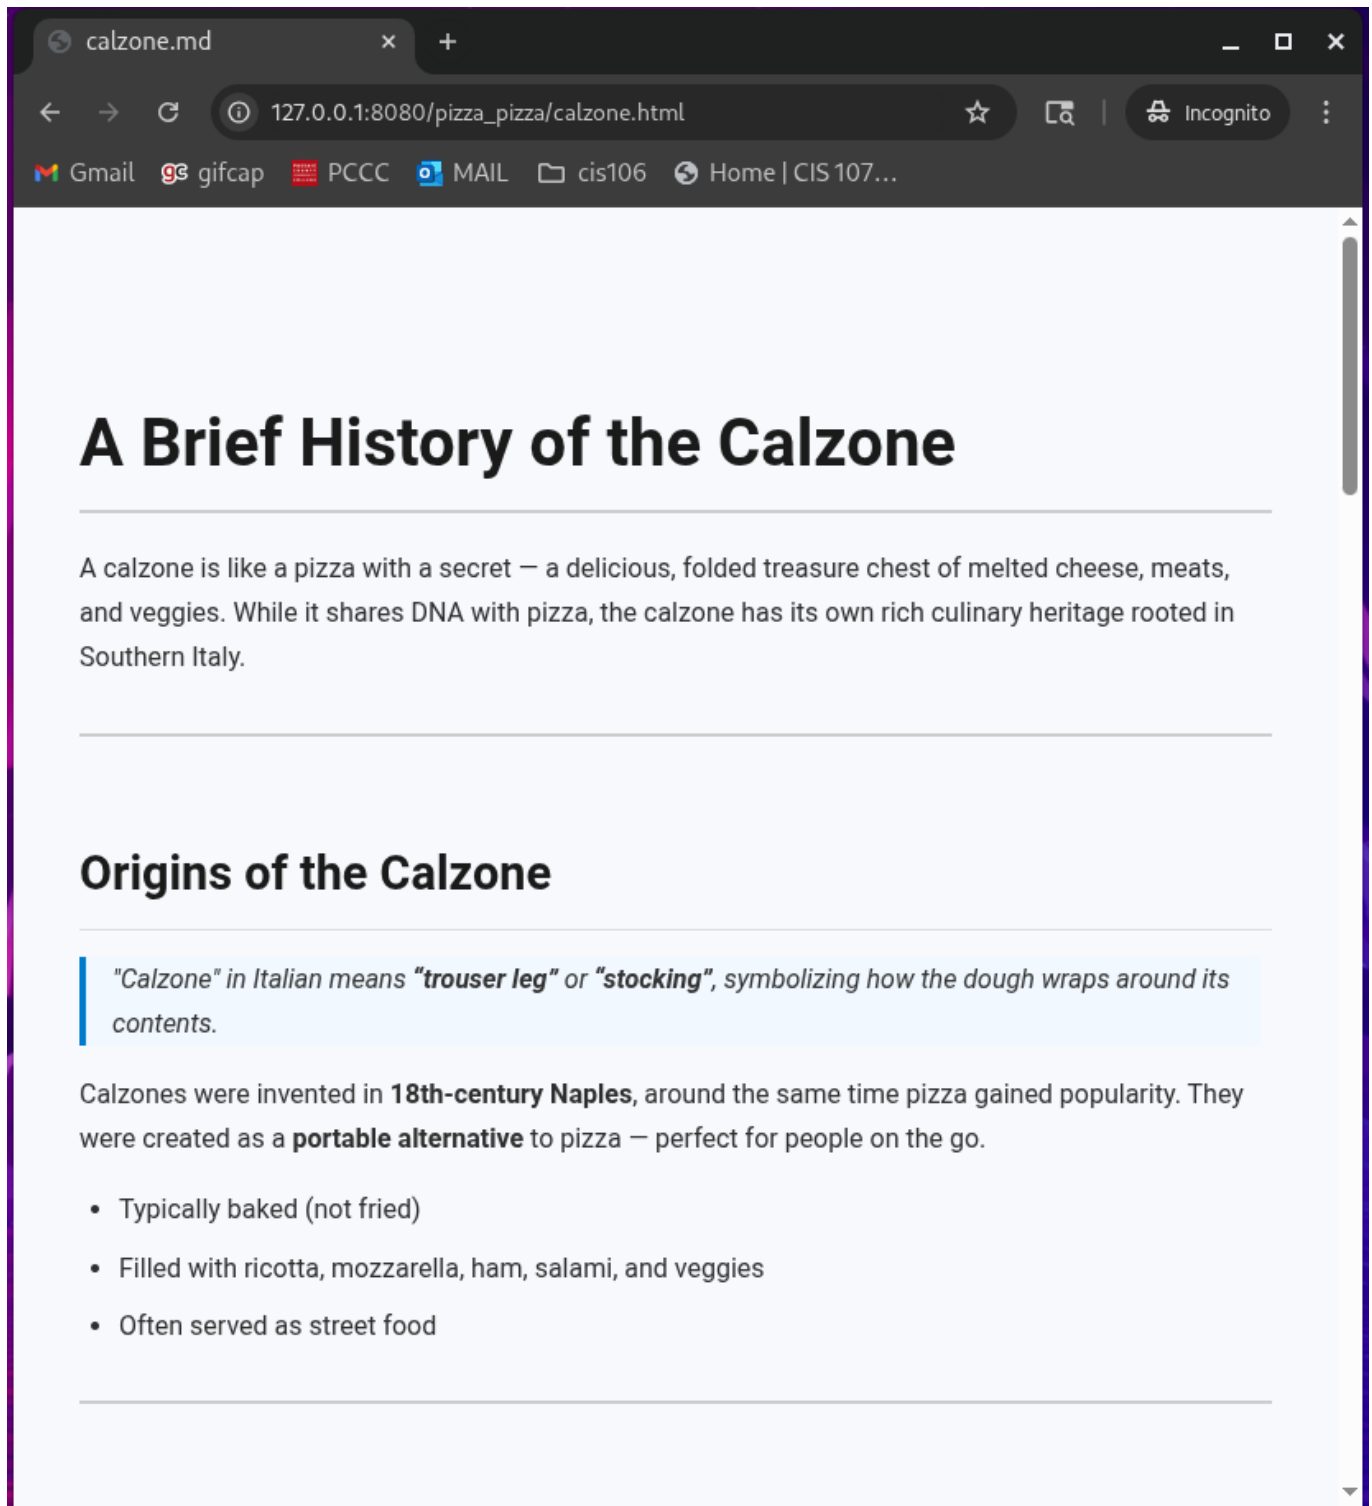 calzone.md
127.0.0.1:8080/pizza_pizza/calzone.html
Incognito
Gmail
gc gifcap
PCCC
MAIL
cis106
Home | CIS 107...
A Brief History of the Calzone
A calzone is like a pizza with a secret — a delicious, folded treasure chest of melted cheese, meats,
and veggies. While it shares DNA with pizza, the calzone has its own rich culinary heritage rooted in
Southern Italy.
Origins of the Calzone
"Calzone" in Italian means “trouser leg” or “stocking”, symbolizing how the dough wraps around its
contents.
Calzones were invented in 18th-century Naples, around the same time pizza gained popularity. They
were created as a portable alternative to pizza — perfect for people on the go.
• Typically baked (not fried)
• Filled with ricotta, mozzarella, ham, salami, and veggies
• Often served as street food